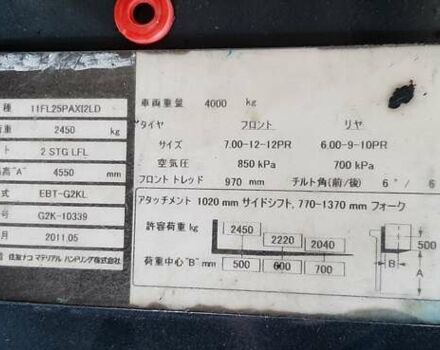 種 11FL25PAXI2LD
荷重 2450 kg
ト 2 STG LFL
高"A" 4550 mm
式 EBT-G2KL
号 G2K-10339
月 2011.05
住友ナコ マテリアル ハンドリング株式会社
車両重量 4000 kg
タイヤ フロント リヤ
サイズ 7.00-12-12PR 6.00-9-10PR
空気圧 850 kPa 700 kPa
フロント トレッド 970 mm チルト角(前/後) 6 ° / 6
アタッチメント 1020 mm サイドシフト, 770-1370 mm フォーク
許容荷重 kg 2450 2220 2040
荷重中心 "B" mm 500 600 700
500
B
A